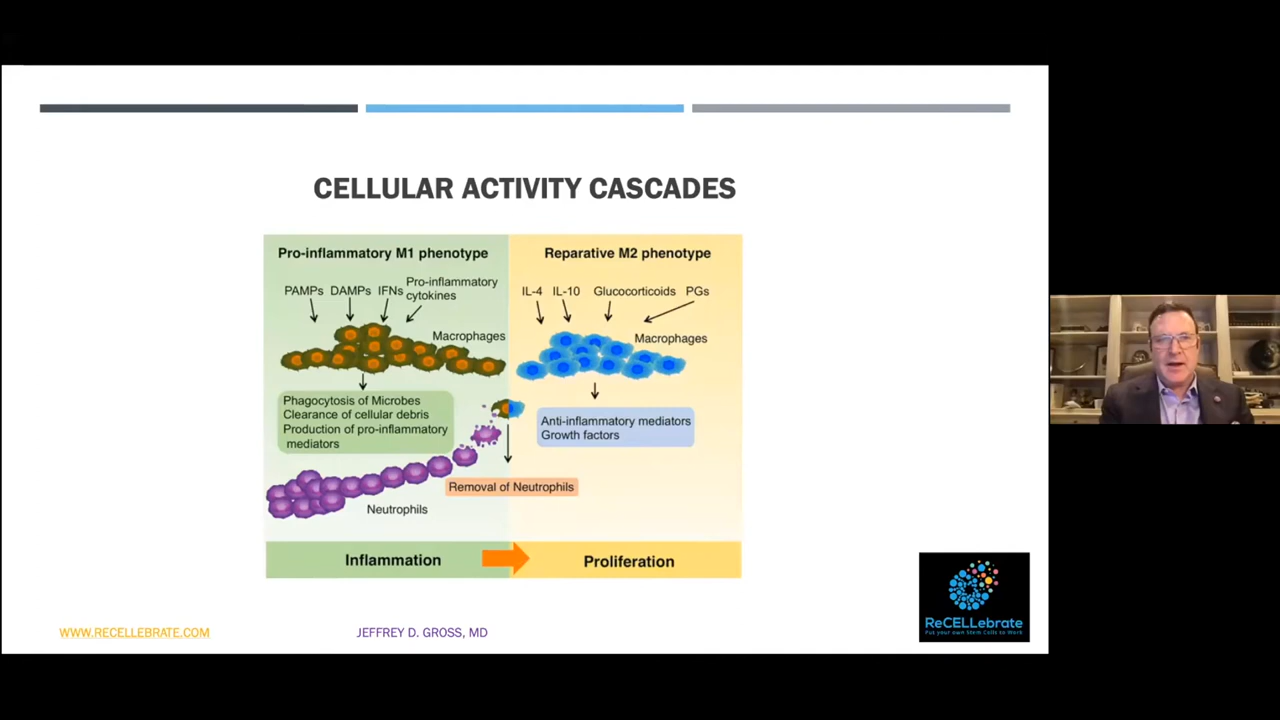 CELLULAR ACTIVITY CASCADES
Pro-inflammatory M1 phenotype
PAMPs DAMPs IFNs Pro-inflammatory
cytokines
Macrophages
Phagocytosis of Microbes
Clearance of cellular debris
Production of pro-inflammatory
mediators
Neutrophils
Removal of Neutrophils
Inflammation
Reparative M2 phenotype
IL-4 IL-10 Glucocorticoids PGs
Macrophages
Anti-inflammatory mediators
Growth factors
Proliferation
WWW.RECELLEBRATE.COM
JEFFREY D. GROSS, MD
ReCELLebrate
Put your own Stem Cells to Work